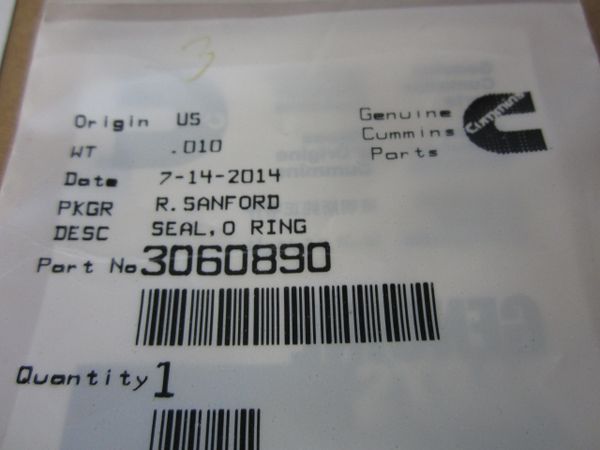 3
Origin US
Genuine
Cummins
Parts
Cummins
WT .010
Date 7-14-2014
PKGR R.SANFORD
DESC SEAL,O RING
Part No 3060890
Quantity 1